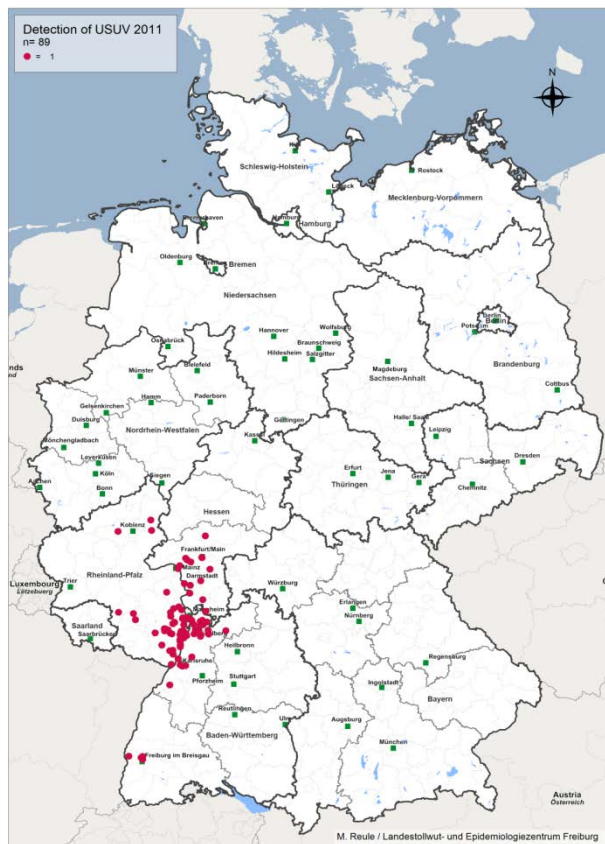 Detection of USUV 2011
n= 89
= 1
N
Schleswig-Holstein
Rostock
Lübeck
Mecklenburg-Vorpommern
Hamburg
Hamburg
Oldenburg
Bremen
Niedersachsen
Berlin
Berlin
Potsdam
Brandenburg
Hannover
Wolfsburg
Braunschweig
Hildesheim
Salzgitter
Osnabrück
Bielefeld
Münster
Magdeburg
Sachsen-Anhalt
Cottbus
Hamm
Paderborn
Gelsenkirchen
Duisburg
Nordrhein-Westfalen
Göttingen
Halle/ Saale
Leipzig
Mönchengladbach
Kassel
Leverkusen
Köln
Sachsen
Dresden
Aachen
Bonn
Siegen
Erfurt
Jena
Gera
Thüringen
Chemnitz
Hessen
Koblenz
Frankfurt/Main
Mainz
Darmstadt
Rheinland-Pfalz
Luxembourg
Lëtzebuerg
Trier
Würzburg
Erlangen
Nürnberg
Mannheim
Saarland
Saarbrücken
Heilbronn
Regensburg
Karlsruhe
Pforzheim
Stuttgart
Ingolstadt
Bayern
Reutlingen
Ulm
Augsburg
Baden-Württemberg
München
Freiburg im Breisgau
Austria
Österreich
M. Reule / Landestollwut- und Epidemiologiezentrum Freiburg